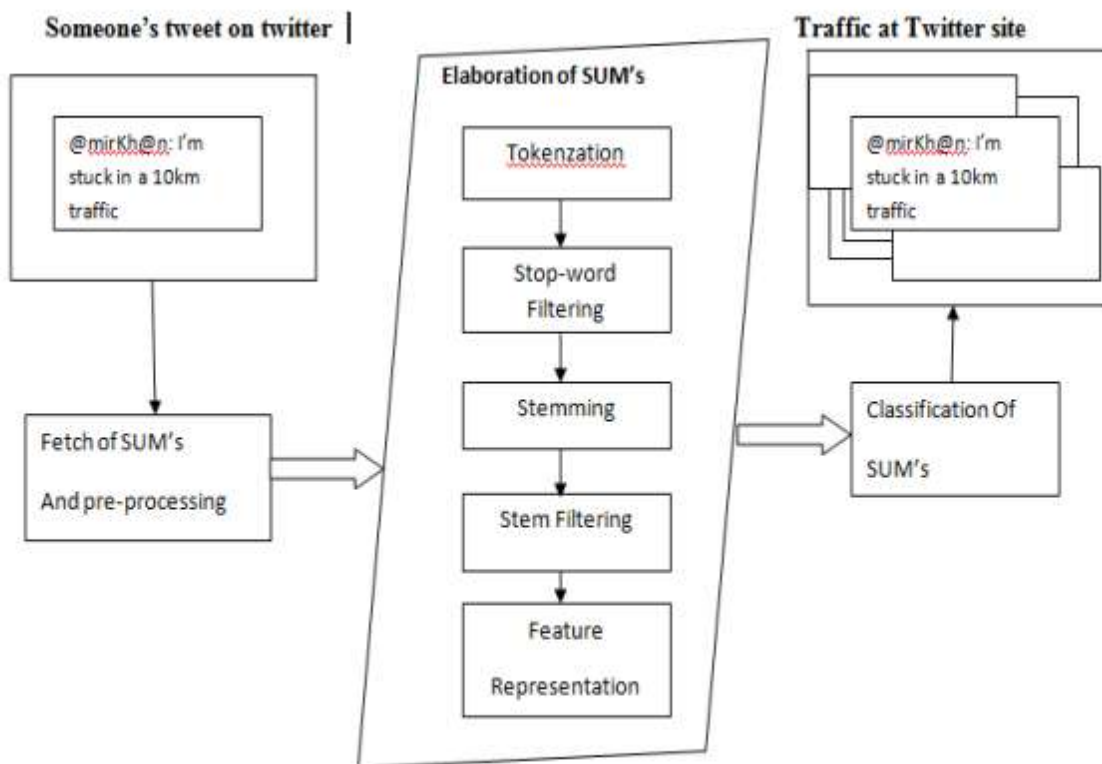 Someone's tweet on twitter
@mirKh@n: I'm
stuck in a 10km
traffic
Fetch of SUM's
And pre-processing
Elaboration of SUM's
Tokenzation
Stop-word
Filtering
Stemming
Stem Filtering
Feature
Representation
Traffic at Twitter site
@mirKh@n: I'm
stuck in a 10km
traffic
Classification Of
SUM's